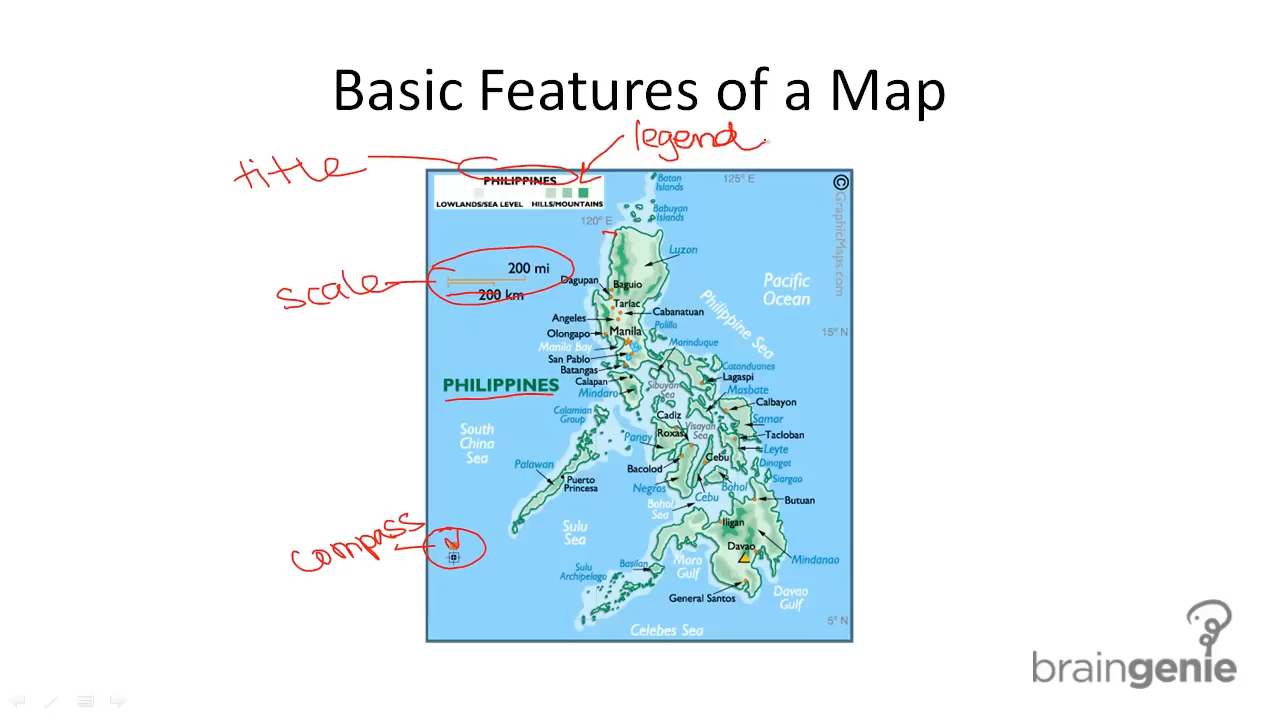 Basic Features of a Map
legend
title
PHILIPPINES
LOWLANDS/SEA LEVEL HILLS/MOUNTAINS
Batan
Islands
125° E
© GraphicMaps.com
Babuyan
Islands
120° E
Luzon
scale
200 mi
200 km
Pacific
Ocean
Dagupan
Baguio
Tarlac
Cabanatuan
Angeles
Philippine Sea
Polillo
Olongapo
Manila
15° N
Manila Bay
Marinduque
San Pablo
Batangas
Catanduanes
Calapan
Lagaspi
PHILIPPINES
Mindaro
Sibuyan
Sea
Masbate
Calbayon
Calamian
Group
Cadiz
Samar
South
China
Sea
Roxas
Visayan
Sea
Panay
Tacloban
Leyte
Palawan
Bacolod
Cebu
Dinagat
Puerto
Princesa
Negros
Bohol
Siargao
Cebu
Butuan
Bohol
Sea
compass
Sulu
Sea
Iligan
Davao
Mindanao
Sulu
Archipelago
Basilan
Moro
Gulf
General Santos
Davao
Gulf
5° N
Celebes Sea
braingenie